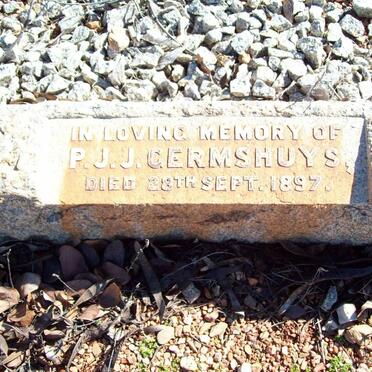 IN LOVING MEMORY OF
P.J.J. GERMSHUYS,
DIED 28TH SEPT. 1897.